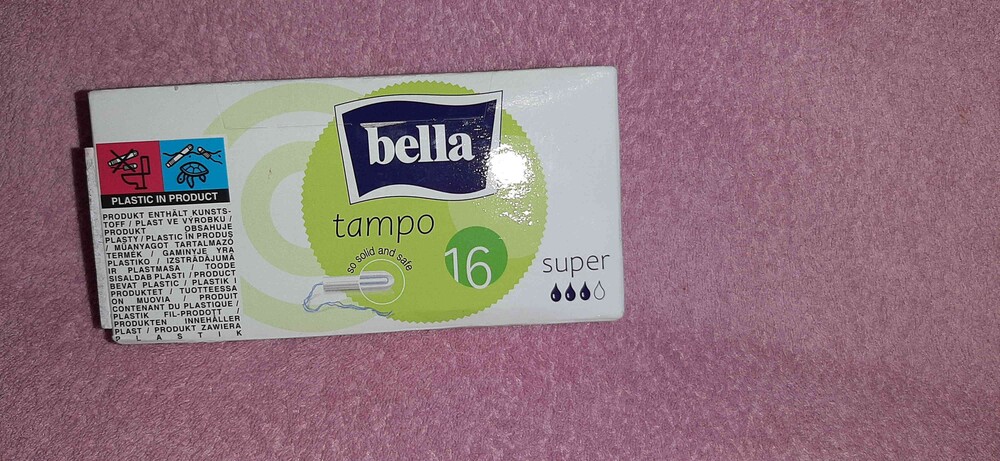 bella
tampo
so solid and safe
16
super
PLASTIC IN PRODUCT
PRODUKT ENTHÄLT KUNSTS-
TOFF / PLAST VE VÝROBKU /
PRODUKT OBSAHUJE
PLASTY / PLASTIC ÎN PRODUS
/ MŰANYAGOT TARTALMAZÓ
TERMÉK / GAMINYJE YRA
PLASTIKO / IZSTRĀDĀJUMĀ
IR PLASTMASA / TOODE
SISALDAB PLASTI / PRODUCT
BEVAT PLASTIC / PLASTIK I
PRODUKTET / TUOTTEESSA
ON MUOVIA / PRODUIT
CONTENANT DU PLASTIQUE /
PLASTIK FIL-PRODOTT /
PRODUKTEN INNEHÅLLER
PLAST / PRODUKT ZAWIERA
PLASTIK